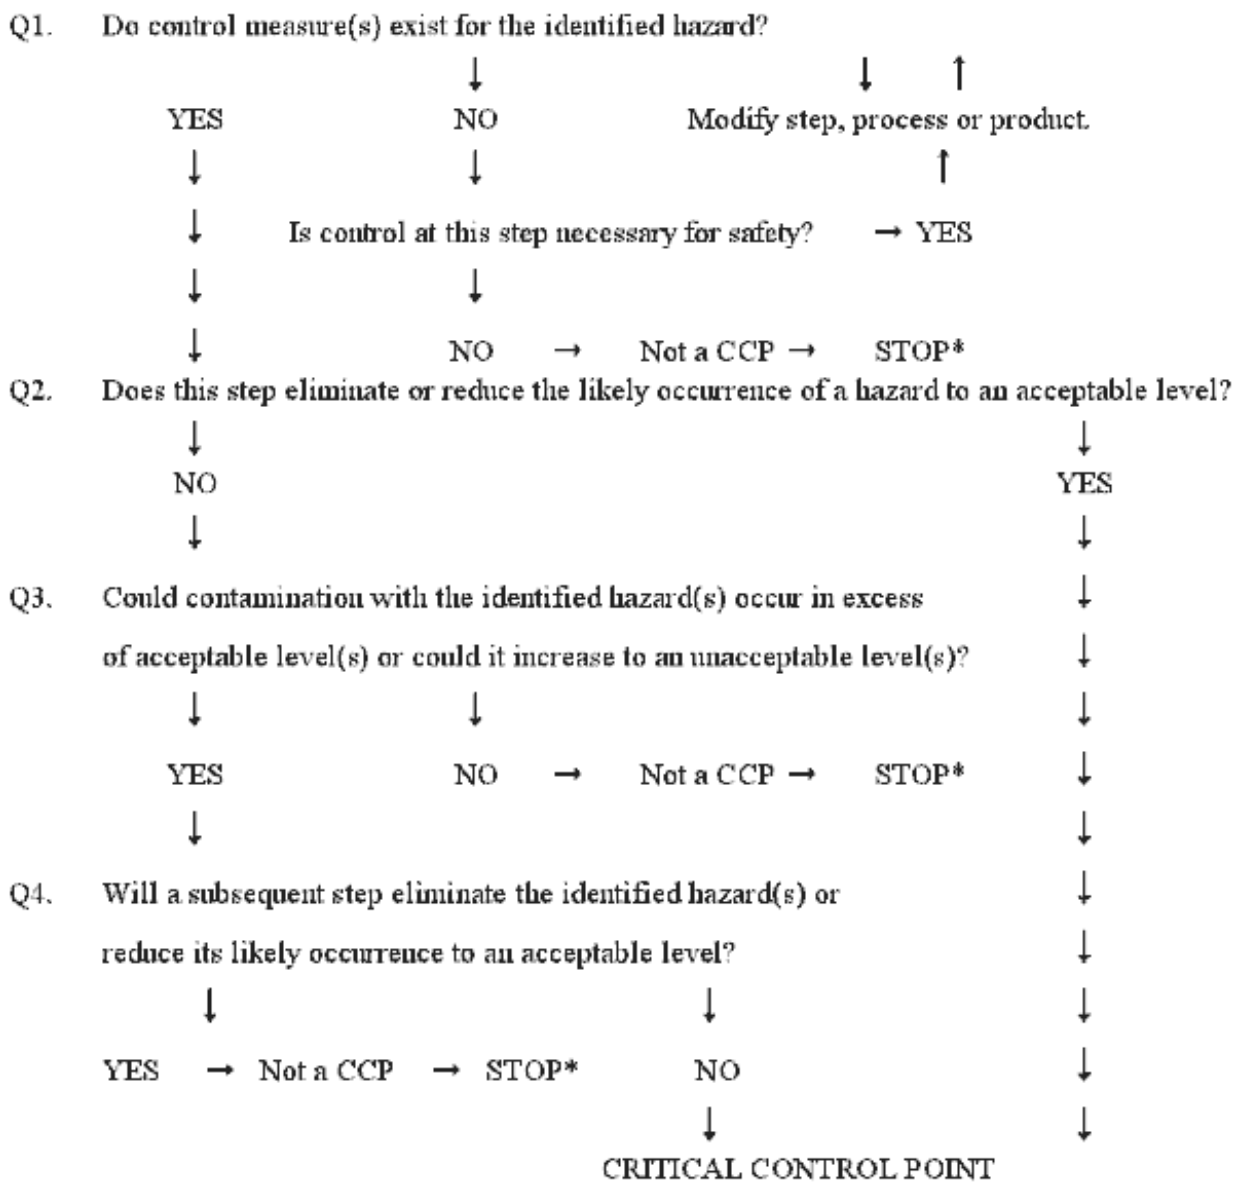 Q1. Do control measure(s) exist for the identified hazard?
↓ ↓ ↑
YES NO Modify step, process or product.
↓ ↓ ↑
↓ Is control at this step necessary for safety? → YES
↓ ↓
↓ NO → Not a CCP → STOP*
Q2. Does this step eliminate or reduce the likely occurrence of a hazard to an acceptable level?
↓ ↓
NO YES
↓ ↓
Q3. Could contamination with the identified hazard(s) occur in excess ↓
of acceptable level(s) or could it increase to an unacceptable level(s)? ↓
↓ ↓ ↓
YES NO → Not a CCP → STOP* ↓
↓ ↓
Q4. Will a subsequent step eliminate the identified hazard(s) or ↓
reduce its likely occurrence to an acceptable level? ↓
↓ ↓ ↓
YES → Not a CCP → STOP* NO ↓
↓ ↓
CRITICAL CONTROL POINT